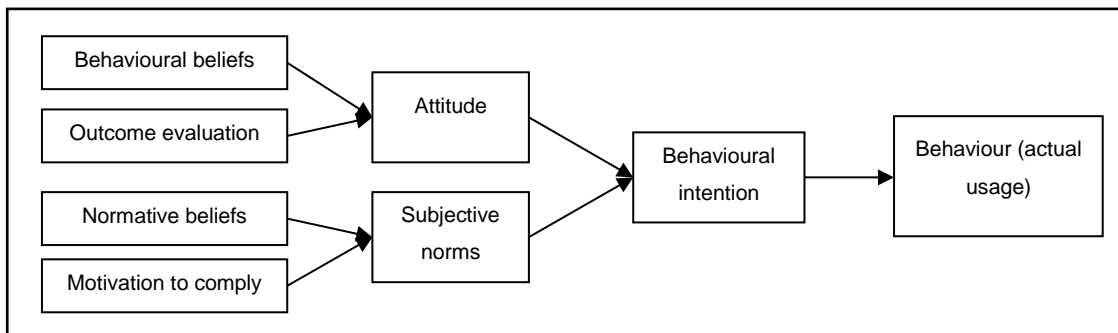 Behavioural beliefs
Outcome evaluation
Normative beliefs
Motivation to comply
Attitude
Subjective
norms
Behavioural
intention
Behaviour (actual
usage)